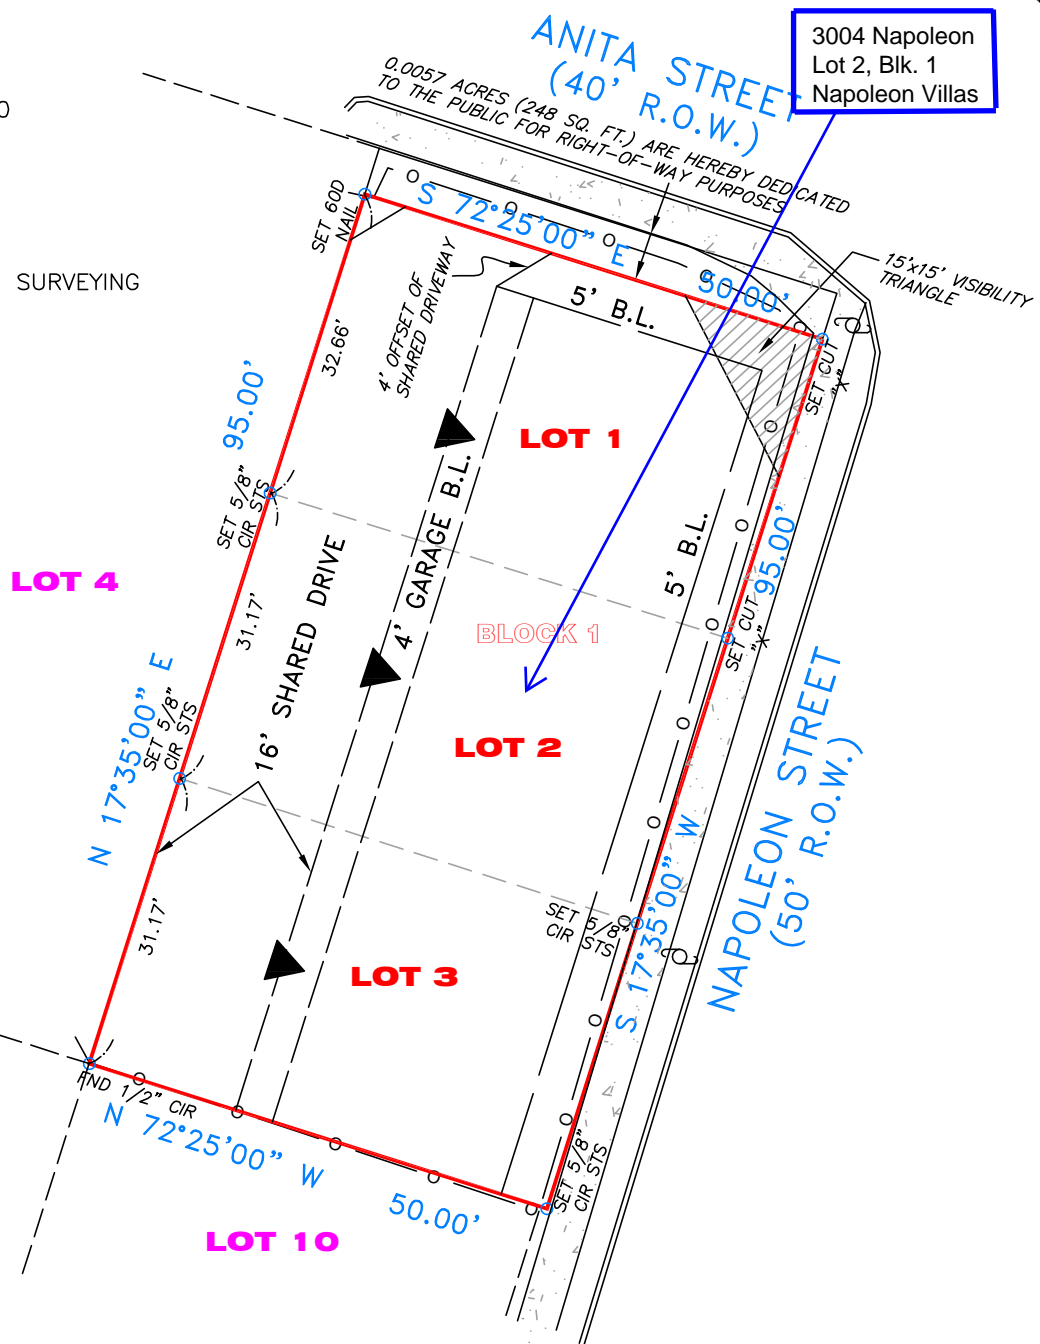 ANITA STREET
(40' R.O.W.)
3004 Napoleon
Lot 2, Blk. 1
Napoleon Villas
0.0057 ACRES (248 SQ. FT.) ARE HEREBY DEDICATED
TO THE PUBLIC FOR RIGHT-OF-WAY PURPOSES
SURVEYING
SET 60D
NAIL
S 72°25'00" E
50.00'
15'x15' VISIBILITY
TRIANGLE
4' OFFSET OF
SHARED DRIVEWAY
5' B.L.
SET CUT
"X"
32.66'
95.00'
LOT 1
SET 5/8"
CIR STS
4' GARAGE B.L.
5' B.L.
95.00'
LOT 4
16' SHARED DRIVE
31.17'
BLOCK 1
SET CUT
"X"
N 17°35'00" E
SET 5/8"
CIR STS
LOT 2
NAPOLEON STREET
(50' R.O.W.)
S 17°35'00" W
SET 5/8"
CIR STS
31.17'
LOT 3
FND 1/2" CIR
N 72°25'00" W
50.00'
SET 5/8"
CIR STS
LOT 10